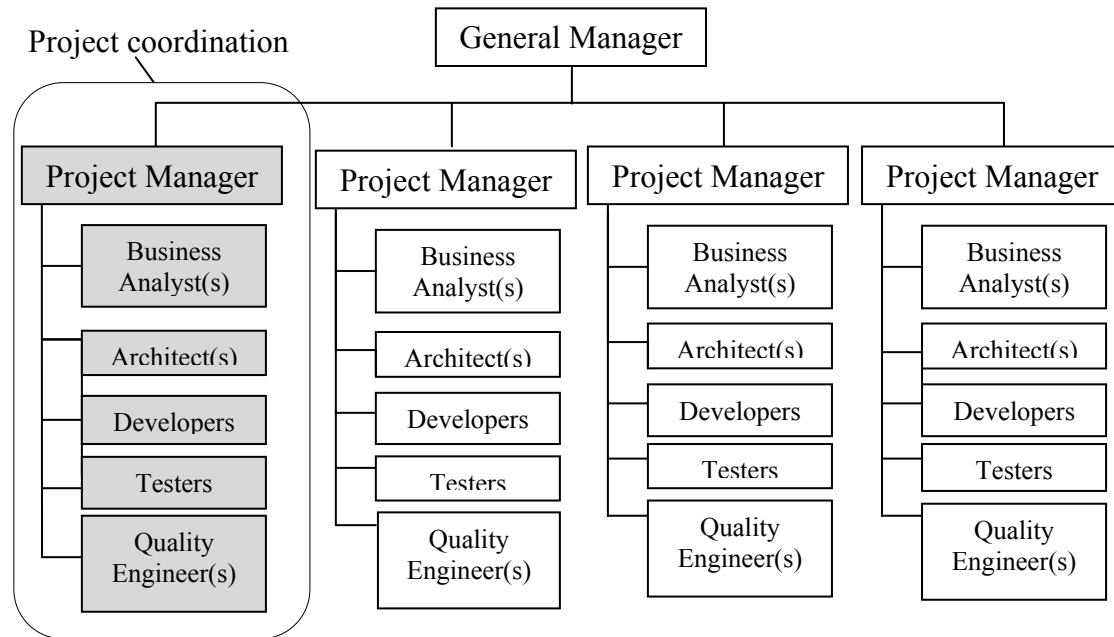 General Manager
Project coordination
Project Manager
Business
Analyst(s)
Architect(s)
Developers
Testers
Quality
Engineer(s)
Project Manager
Business
Analyst(s)
Architect(s)
Developers
Testers
Quality
Engineer(s)
Project Manager
Business
Analyst(s)
Architect(s)
Developers
Testers
Quality
Engineer(s)
Project Manager
Business
Analyst(s)
Architect(s)
Developers
Testers
Quality
Engineer(s)